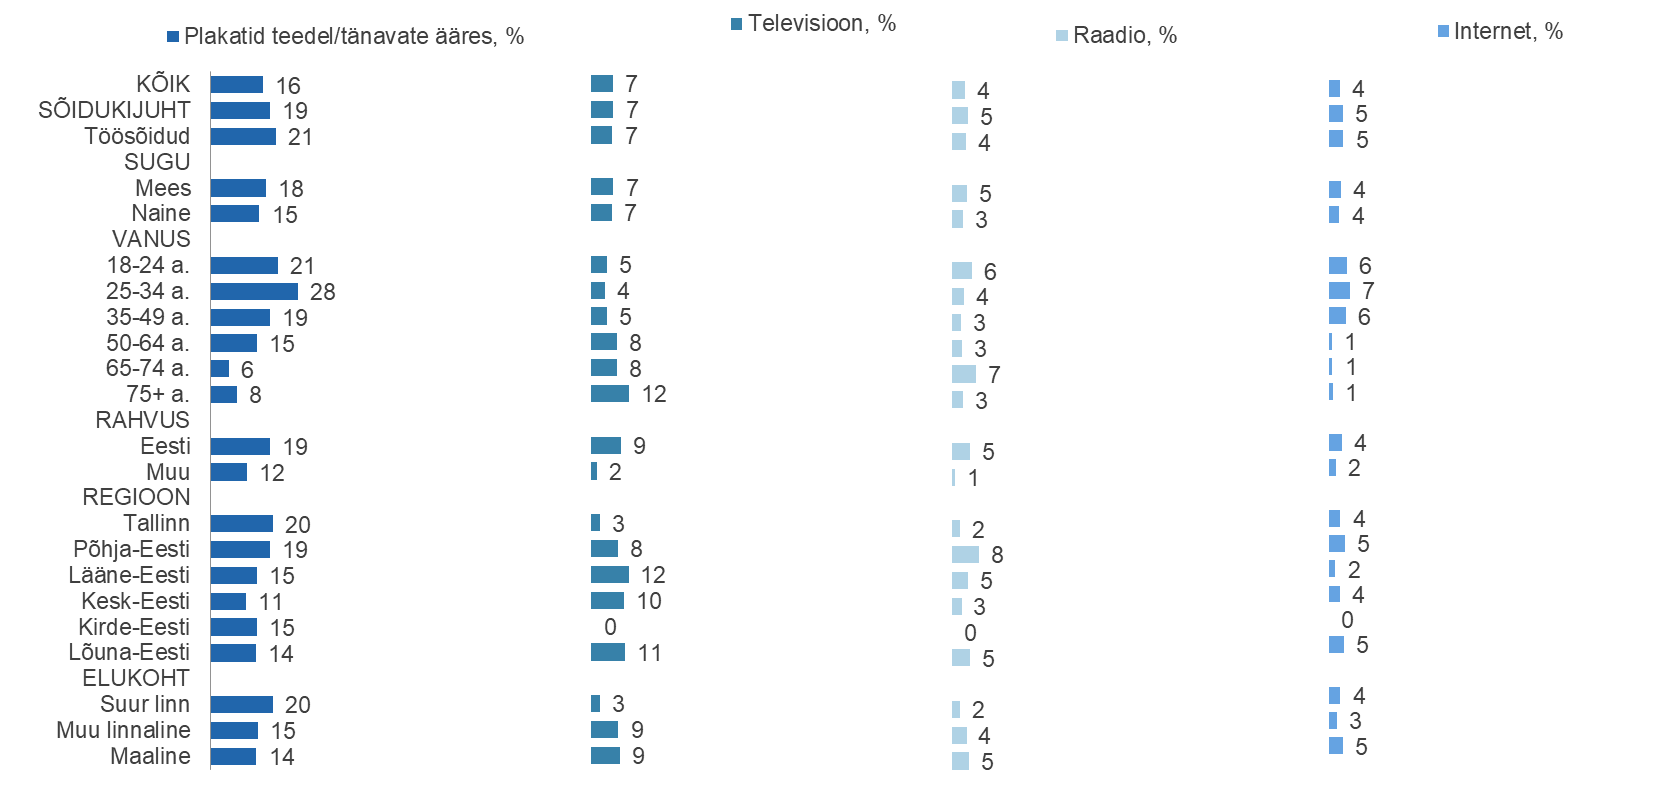 Plakatid teedel/tänavate ääres, % Televisioon, % Raadio, % Internet, %
KÕIK 16 7 4 4
SÕIDUKIJUHT 19 7 5 5
Töösõidud 21 7 4 5
SUGU
Mees 18 7 5 4
Naine 15 7 3 4
VANUS
18-24 a. 21 5 6 6
25-34 a. 28 4 4 7
35-49 a. 19 5 3 6
50-64 a. 15 8 3 1
65-74 a. 6 8 7 1
75+ a. 8 12 3 1
RAHVUS
Eesti 19 9 5 4
Muu 12 2 1 2
REGIOON
Tallinn 20 3 2 4
Põhja-Eesti 19 8 8 5
Lääne-Eesti 15 12 5 2
Kesk-Eesti 11 10 3 4
Kirde-Eesti 15 0 0 0
Lõuna-Eesti 14 11 5 5
ELUKOHT
Suur linn 20 3 2 4
Muu linnaline 15 9 4 3
Maaline 14 9 5 5